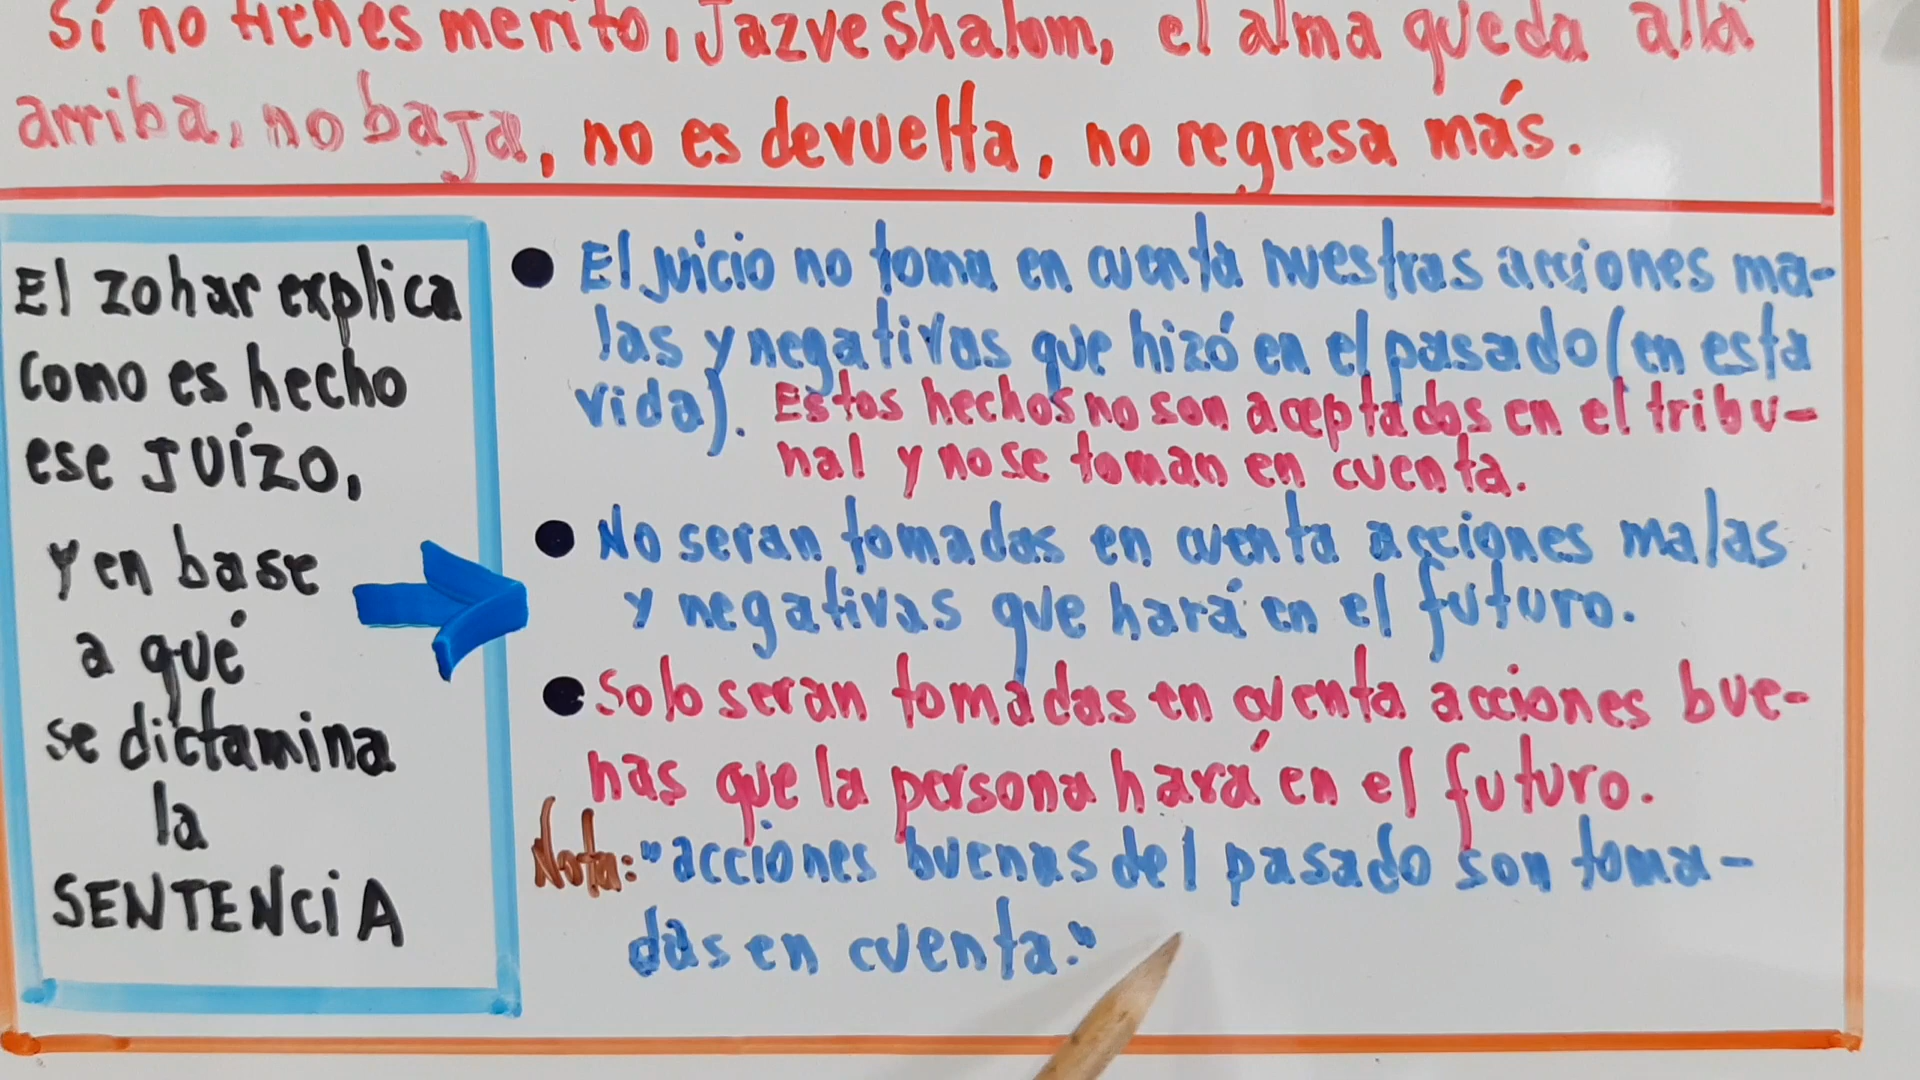 Sí no tienes merito, Jazve Shalom, el alma queda allá
arriba, no baja, no es devuelta, no regresa más.
El zohar explica
Como es hecho
ese JUÍZO,
y en base
a qué
se dictamina
la
SENTENCIA
● El juicio no toma en cuenta nuestras acciones ma-
las y negativas que hizó en el pasado (en esta
vida). Estos hechos no son aceptados en el tribu-
nal y no se toman en cuenta.
● No seran tomadas en cuenta acciones malas
y negativas que hará en el futuro.
● Solo seran tomadas en cuenta acciones bue-
nas que la persona hará en el futuro.
Nota: "acciones buenas del pasado son toma-
das en cuenta."